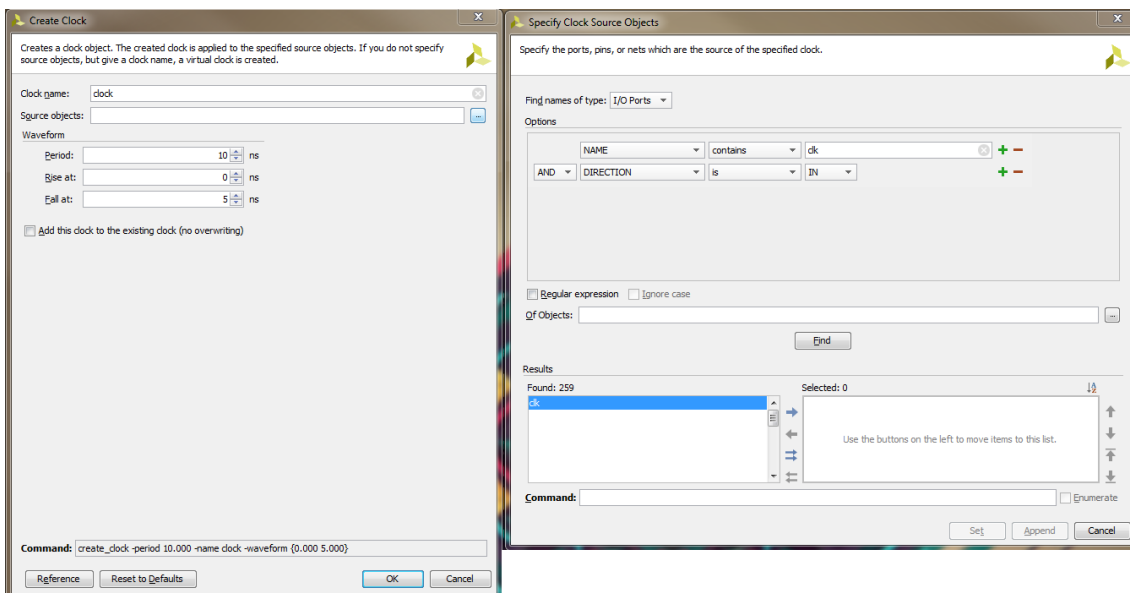 Create Clock
Creates a clock object. The created clock is applied to the specified source objects. If you do not specify
source objects, but give a clock name, a virtual clock is created.
Clock name: clock
Source objects: ...
Waveform
Period: 10 ns
Rise at: 0 ns
Fall at: 5 ns
Add this clock to the existing clock (no overwriting)
Command: create_clock -period 10.000 -name clock -waveform {0.000 5.000}
Reference Reset to Defaults OK Cancel
Specify Clock Source Objects
Specify the ports, pins, or nets which are the source of the specified clock.
Find names of type: I/O Ports
Options
NAME contains clk
AND DIRECTION is IN
Regular expression Ignore case
Of Objects: ...
Find
Results
Found: 259 Selected: 0
clk
Use the buttons on the left to move items to this list.
Command: Enumerate
Set Append Cancel